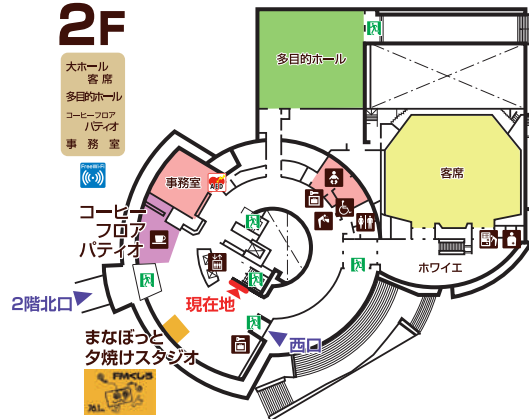 2F
大ホール
客席
多目的ホール
コーヒーフロア
パティオ
事務室
Free Wi-Fi
多目的ホール
客席
事務室
AED
コーヒー
フロア
パティオ
ホワイエ
2階北口
現在地
西口
まなぼっと
夕焼けスタジオ
FMくしろ
76.1